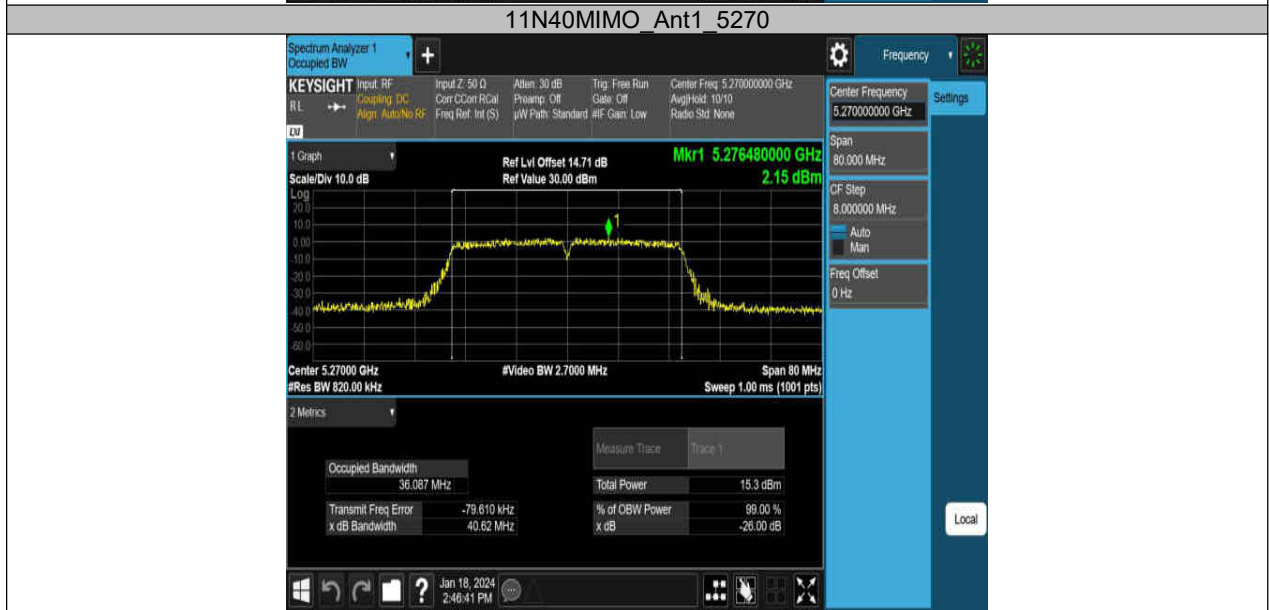 11N40MIMO_Ant1_5270
Spectrum Analyzer 1
Occupied BW
+
Frequency
KEYSIGHT Input: RF Input Z: 50 Ω Atten: 30 dB Trig: Free Run Center Freq: 5.270000000 GHz
RL Coupling: DC Corr CCorr RCal Preamp: Off Gate: Off Avg|Hold: 10/10
Align: Auto/No RF Freq Ref: Int (S) µW Path: Standard #IF Gain: Low Radio Std: None
LXI
Center Frequency
5.270000000 GHz
Settings
Span
80.000 MHz
CF Step
8.000000 MHz
Auto
Man
Freq Offset
0 Hz
Local
1 Graph
Scale/Div 10.0 dB
Ref Lvl Offset 14.71 dB
Ref Value 30.00 dBm
Mkr1 5.276480000 GHz
2.15 dBm
Log
20.0
10.0
0.00
-10.0
-20.0
-30.0
-40.0
-50.0
-60.0
1
Center 5.27000 GHz #Video BW 2.7000 MHz Span 80 MHz
#Res BW 820.00 kHz Sweep 1.00 ms (1001 pts)
2 Metrics
Measure Trace Trace 1
Occupied Bandwidth
36.087 MHz Total Power 15.3 dBm
Transmit Freq Error -79.610 kHz % of OBW Power 99.00 %
x dB Bandwidth 40.62 MHz x dB -26.00 dB
?
Jan 18, 2024
2:46:41 PM